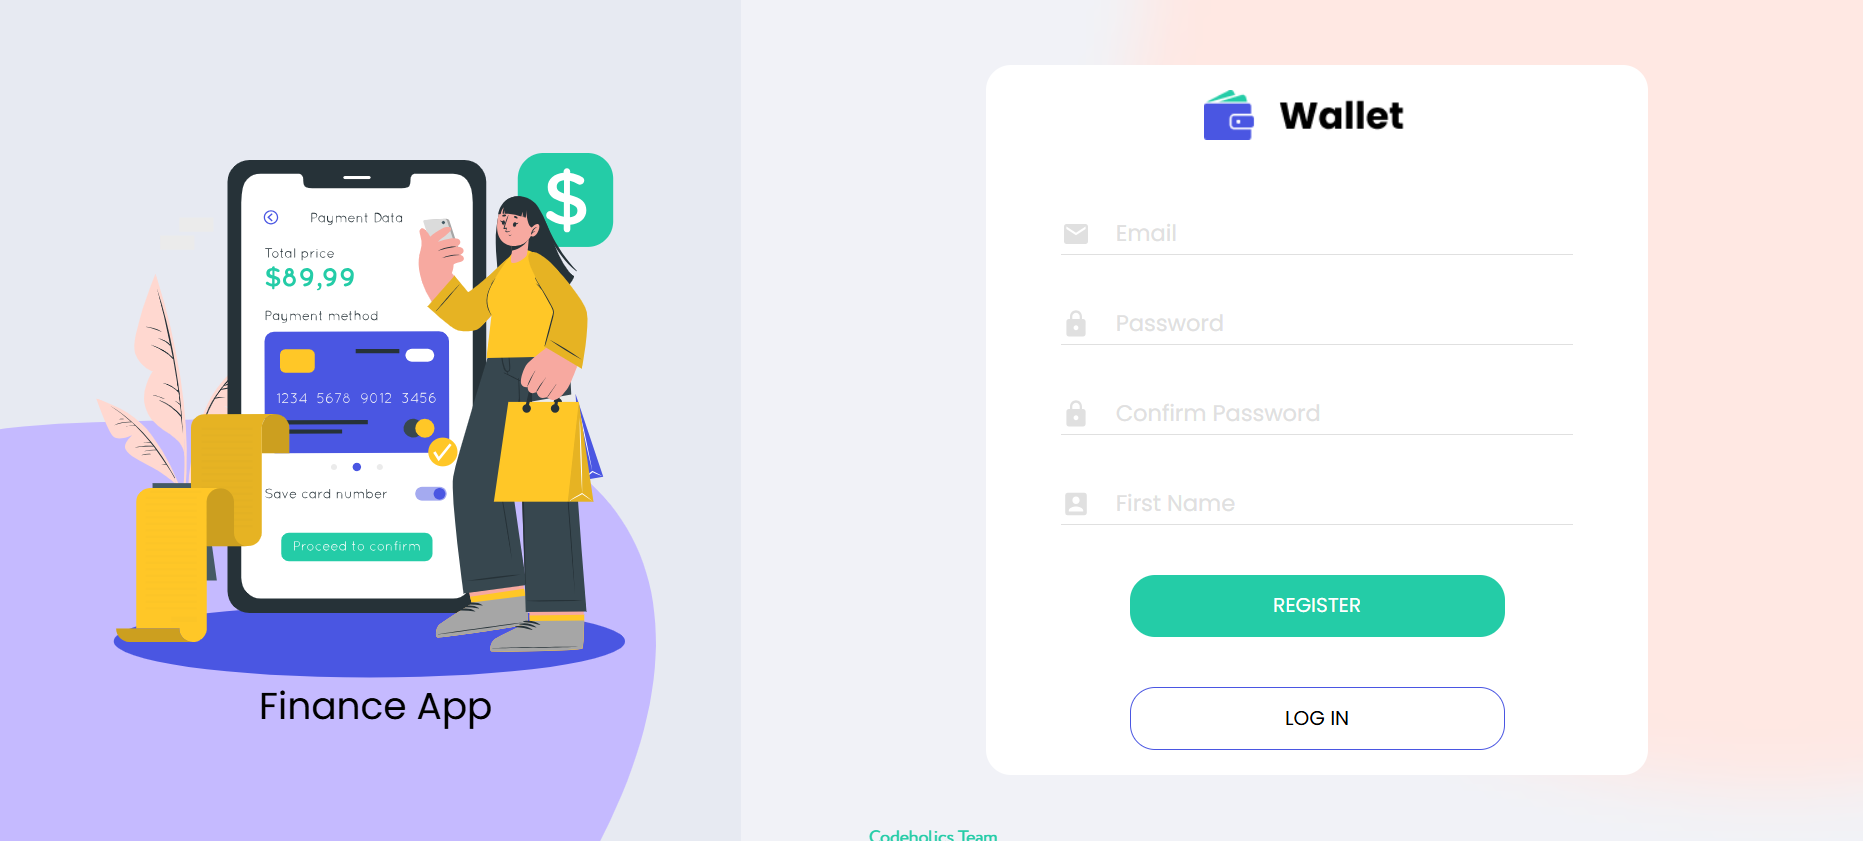 Payment Data
Total price
$89,99
Payment method
1234 5678 9012 3456
Save card number
Proceed to confirm
$
Finance App
Wallet
Email
Password
Confirm Password
First Name
REGISTER
LOG IN
Codeholics Team